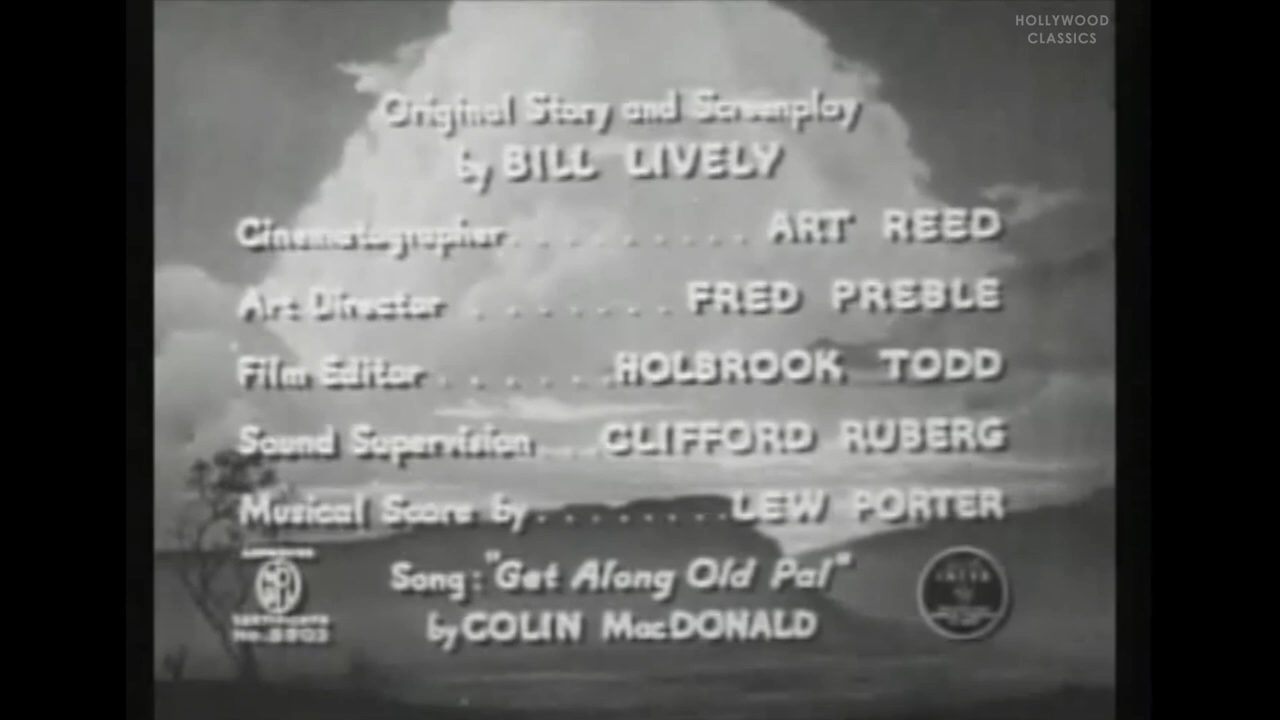 HOLLYWOOD
CLASSICS
Original Story and Screenplay
by BILL LIVELY
Cinematographer.......... ART REED
Art Director ....... FRED PREBLE
Film Editor ......HOLBROOK TODD
Sound Supervision ....CLIFFORD RUBERG
Musical Score by........LEW PORTER
Song: "Get Along Old Pal"
by COLIN MacDONALD